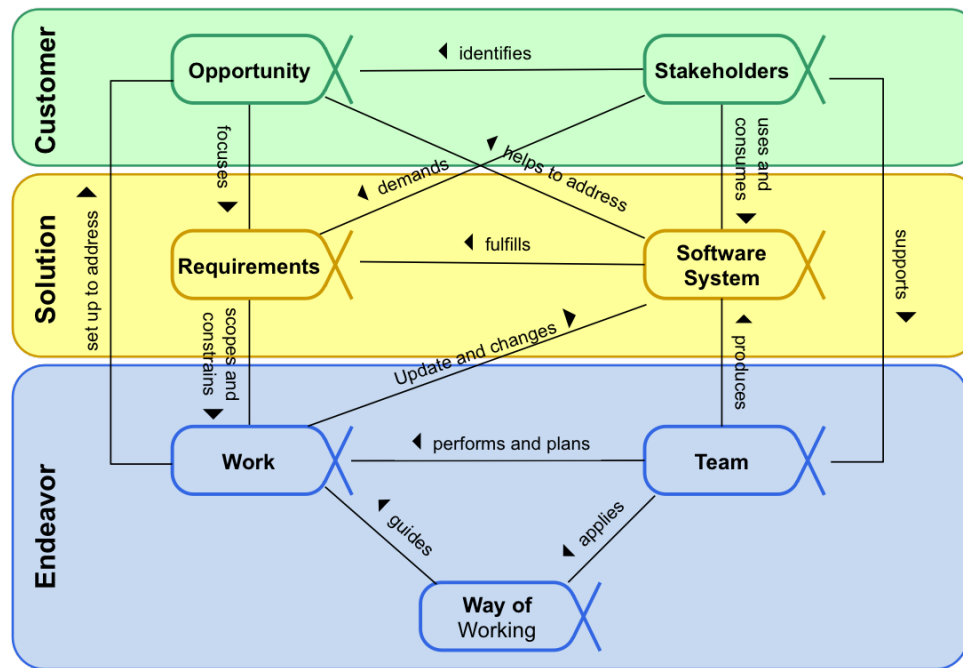 Customer
Opportunity
identifies
Stakeholders
focuses
demands
helps to address
uses and
consumes
Solution
set up to address
Requirements
fulfills
Software
System
supports
scopes and
constrains
Update and changes
produces
Endeavor
Work
performs and plans
Team
guides
applies
Way of
Working